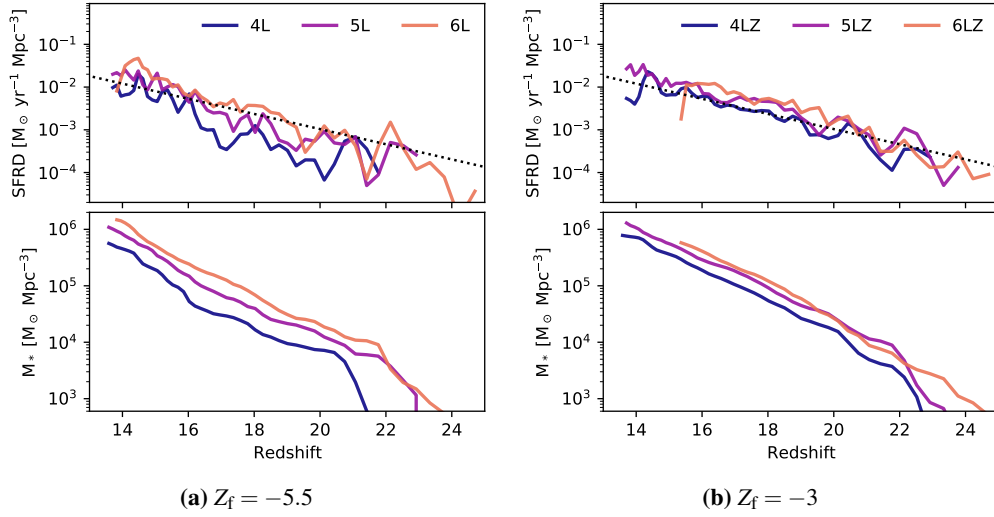 4L 5L 6L
SFRD [M⊙ yr⁻¹ Mpc⁻³]
10⁻¹
10⁻²
10⁻³
10⁻⁴
M* [M⊙ Mpc⁻³]
10⁶
10⁵
10⁴
10³
14 16 18 20 22 24
Redshift
(a) Zf = −5.5
4LZ 5LZ 6LZ
SFRD [M⊙ yr⁻¹ Mpc⁻³]
10⁻¹
10⁻²
10⁻³
10⁻⁴
M* [M⊙ Mpc⁻³]
10⁶
10⁵
10⁴
10³
14 16 18 20 22 24
Redshift
(b) Zf = −3